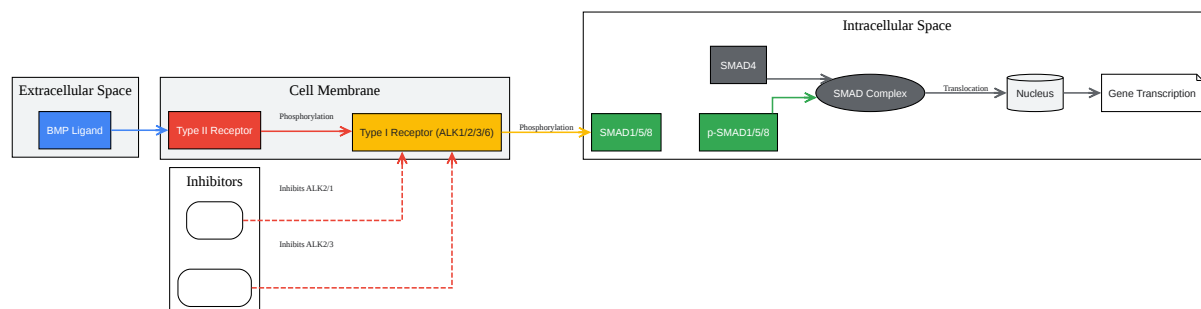 Extracellular Space
BMP Ligand
Cell Membrane
Type II Receptor
Phosphorylation
Type I Receptor (ALK1/2/3/6)
Phosphorylation
Inhibitors
Inhibits ALK2/1
Inhibits ALK2/3
Intracellular Space
SMAD1/5/8
SMAD4
p-SMAD1/5/8
SMAD Complex
Translocation
Nucleus
Gene Transcription